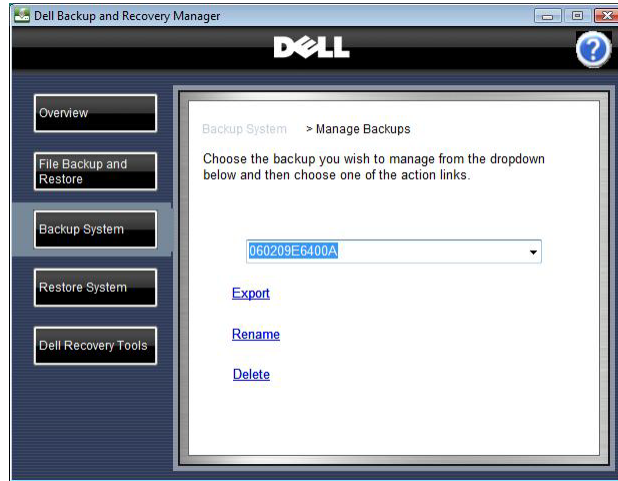 Dell Backup and Recovery Manager
DELL
?
Overview
File Backup and
Restore
Backup System
Restore System
Dell Recovery Tools
Backup System > Manage Backups
Choose the backup you wish to manage from the dropdown
below and then choose one of the action links.
060209E6400A
Export
Rename
Delete